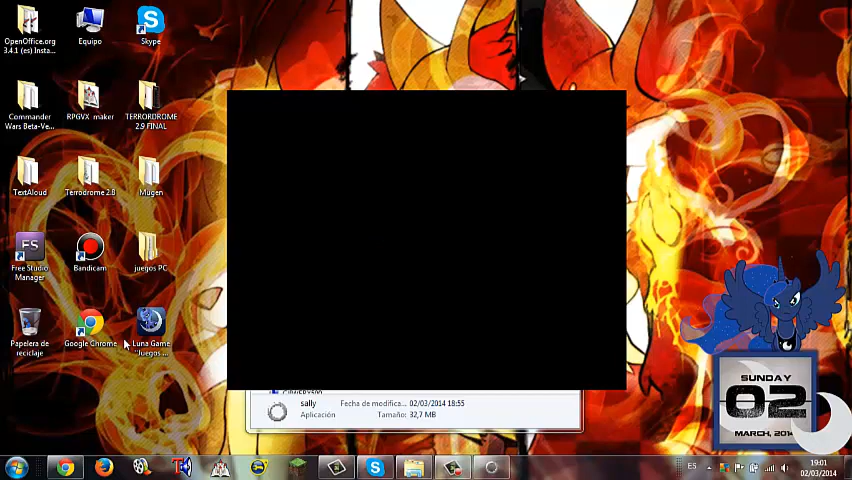 OpenOffice.org
3.4.1 (es) Insta...
Equipo
Skype
Commander
Wars Beta-Ve...
RPGVX maker
TERRORDROME
2.9 FINAL
TextAloud
Terrodrome 2.8
Mugen
FS
Free Studio
Manager
Bandicam
juegos PC
Papelera de
reciclaje
Google Chrome
Luna Game
"Juegos ...
sally
Fecha de modifica... 02/03/2014 18:55
Aplicación
Tamaño: 32,7 MB
SUNDAY
02
MARCH, 2014
ES
19:01
02/03/2014